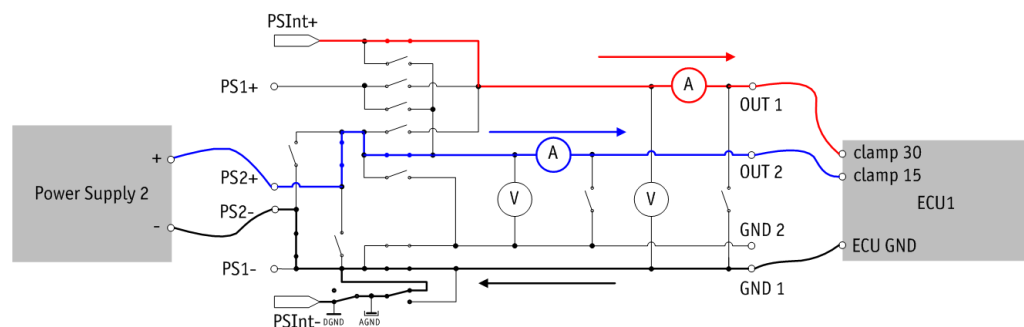 PSInt+
PS1+
A
OUT 1
Power Supply 2
+
-
PS2+
PS2-
A
OUT 2
V
V
clamp 30
clamp 15
ECU1
ECU GND
GND 2
PS1-
GND 1
PSInt-
DGND
AGND